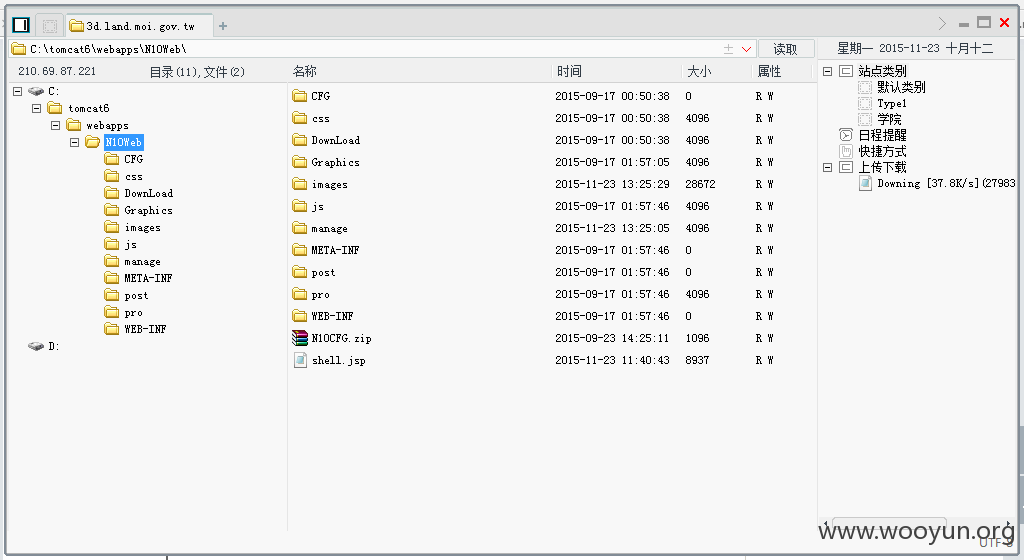 3d.land.moi.gov.tw
C:\tomcat6\webapps\N10Web\
读取
星期一 2015-11-23 十月十二
210.69.87.221
目录(11),文件(2)
名称 时间 大小 属性
C:
tomcat6
webapps
N10Web
CFG
css
DownLoad
Graphics
images
js
manage
META-INF
post
pro
WEB-INF
D:
CFG 2015-09-17 00:50:38 0 R W
css 2015-09-17 00:50:38 4096 R W
DownLoad 2015-09-17 00:50:38 4096 R W
Graphics 2015-09-17 01:57:05 4096 R W
images 2015-11-23 13:25:29 28672 R W
js 2015-09-17 01:57:46 4096 R W
manage 2015-11-23 13:25:05 4096 R W
META-INF 2015-09-17 01:57:46 0 R W
post 2015-09-17 01:57:46 0 R W
pro 2015-09-17 01:57:46 4096 R W
WEB-INF 2015-09-17 01:57:46 0 R W
N10CFG.zip 2015-09-23 14:25:11 1096 R W
shell.jsp 2015-11-23 11:40:43 8937 R W
站点类别
默认类别
Type1
学院
日程提醒
快捷方式
上传下载
Downing [37.8K/s](27983
www.wooyun.org
UTF-8